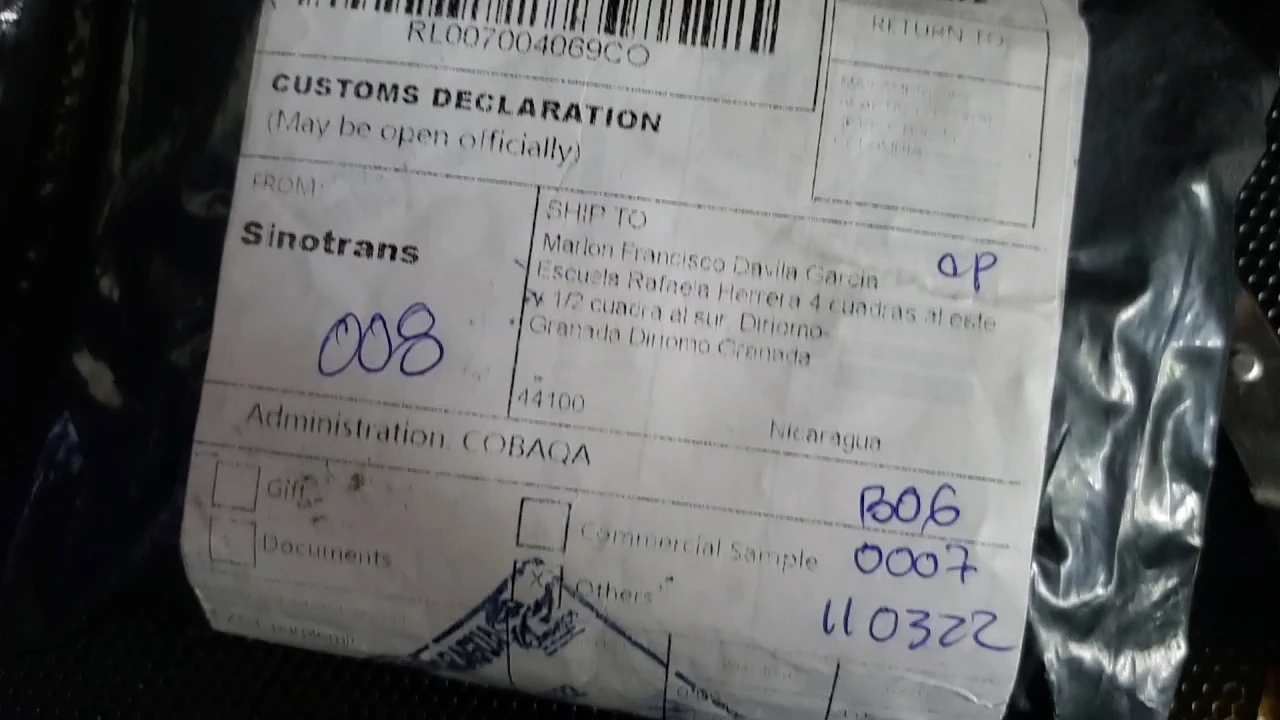 RL007004069CO
RETURN TO:
CUSTOMS DECLARATION
(May be open officially)
FROM:
Sinotrans
008
SHIP TO
Marlon Francisco Davila Garcia
OP
Escuela Rafaela Herrera 4 cuadras al este
y 1/2 cuadra al sur, Diriomo-
Granada Diriomo Granada
44100
Nicaragua
Administration. COBAQA
Gift
Documents
Commercial Sample
Others
B06
0007
110322